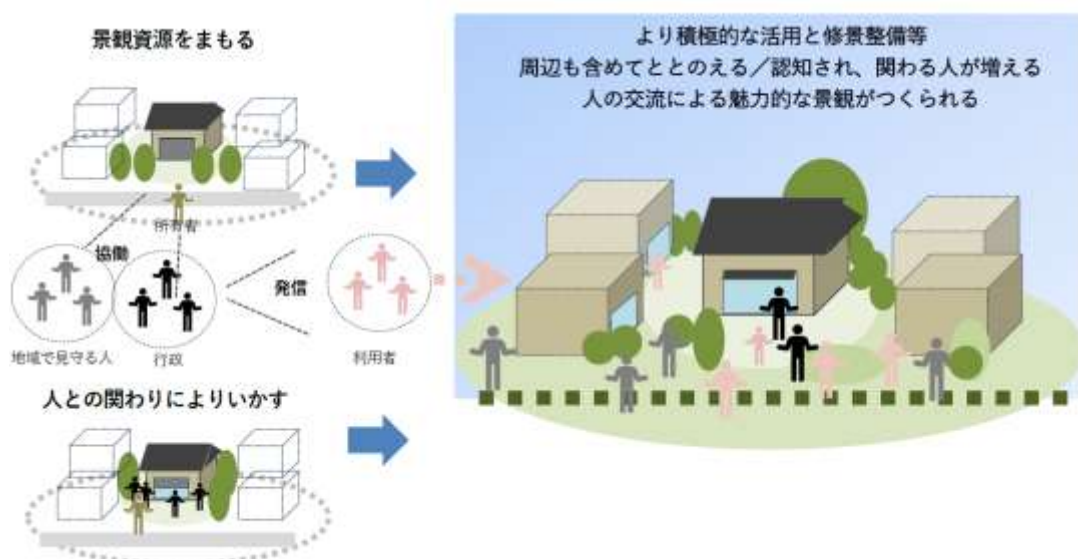 景観資源をまもる
所有者
協働
発信
地域で見守る人
行政
利用者
人との関わりによりいかす
より積極的な活用と修景整備等
周辺も含めてととのえる／認知され、関わる人が増える
人の交流による魅力的な景観がつくられる